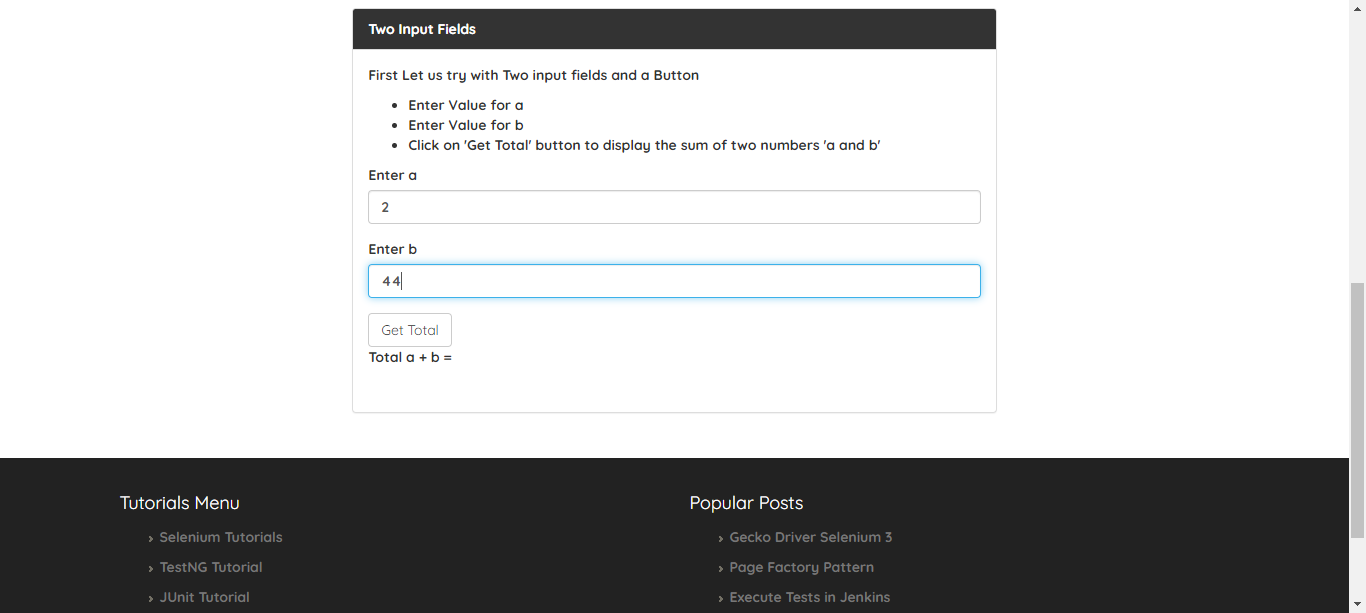 Two Input Fields
First Let us try with Two input fields and a Button
Enter Value for a
Enter Value for b
Click on 'Get Total' button to display the sum of two numbers 'a and b'
Enter a
2
Enter b
44
Get Total
Total a + b =
Tutorials Menu
Selenium Tutorials
TestNG Tutorial
JUnit Tutorial
Popular Posts
Gecko Driver Selenium 3
Page Factory Pattern
Execute Tests in Jenkins